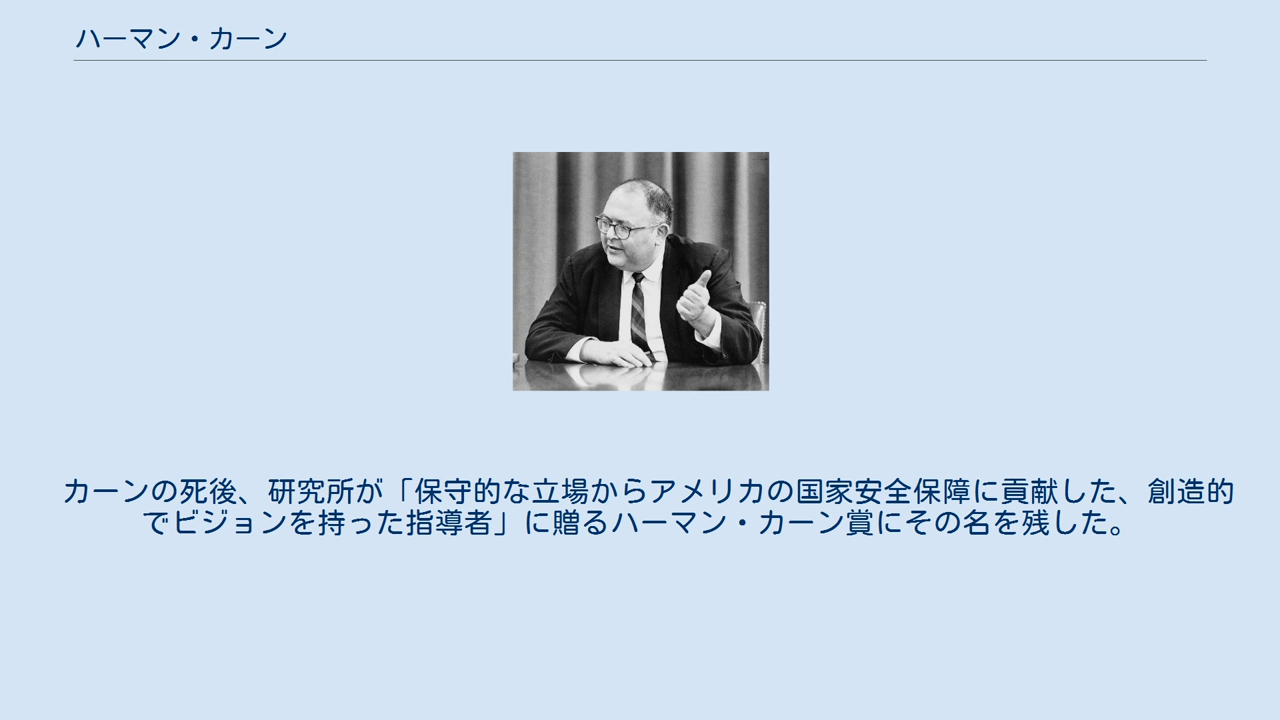 ハーマン・カーン
カーンの死後、研究所が「保守的な立場からアメリカの国家安全保障に貢献した、創造的
でビジョンを持った指導者」に贈るハーマン・カーン賞にその名を残した。